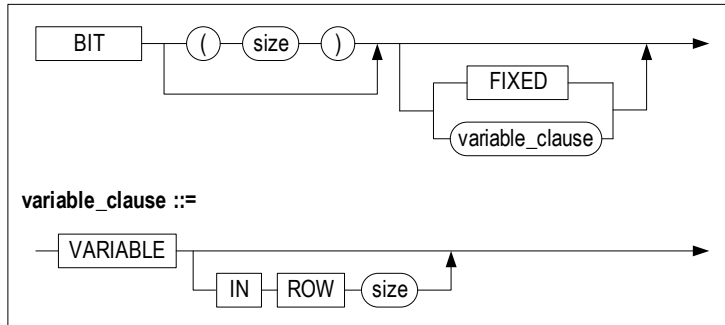 BIT ( size )
FIXED
variable_clause
variable_clause ::=
VARIABLE
IN ROW size